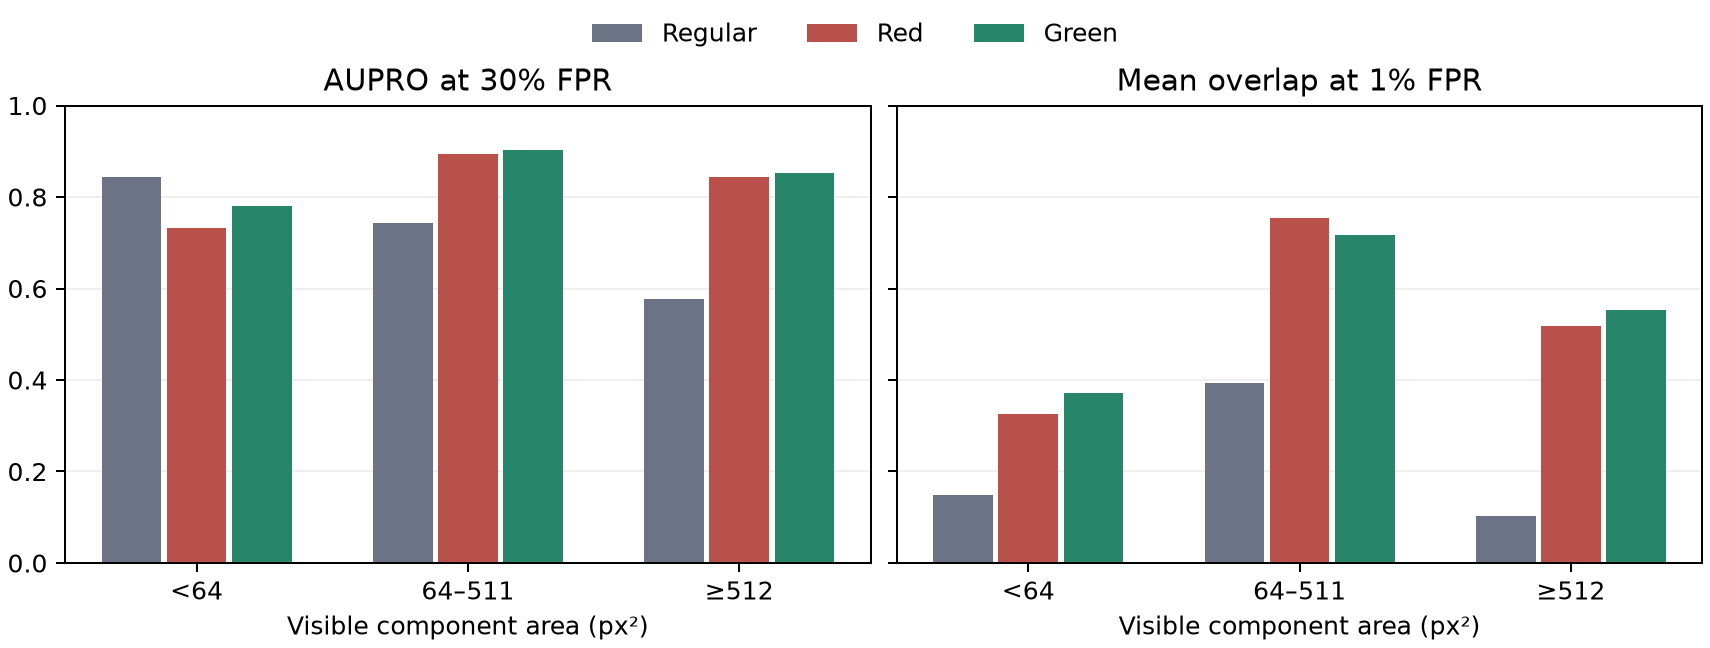 Regular Red Green
AUPRO at 30% FPR
1.0
0.8
0.6
0.4
0.2
0.0
<64 64–511 ≥512
Visible component area (px²)
Mean overlap at 1% FPR
<64 64–511 ≥512
Visible component area (px²)